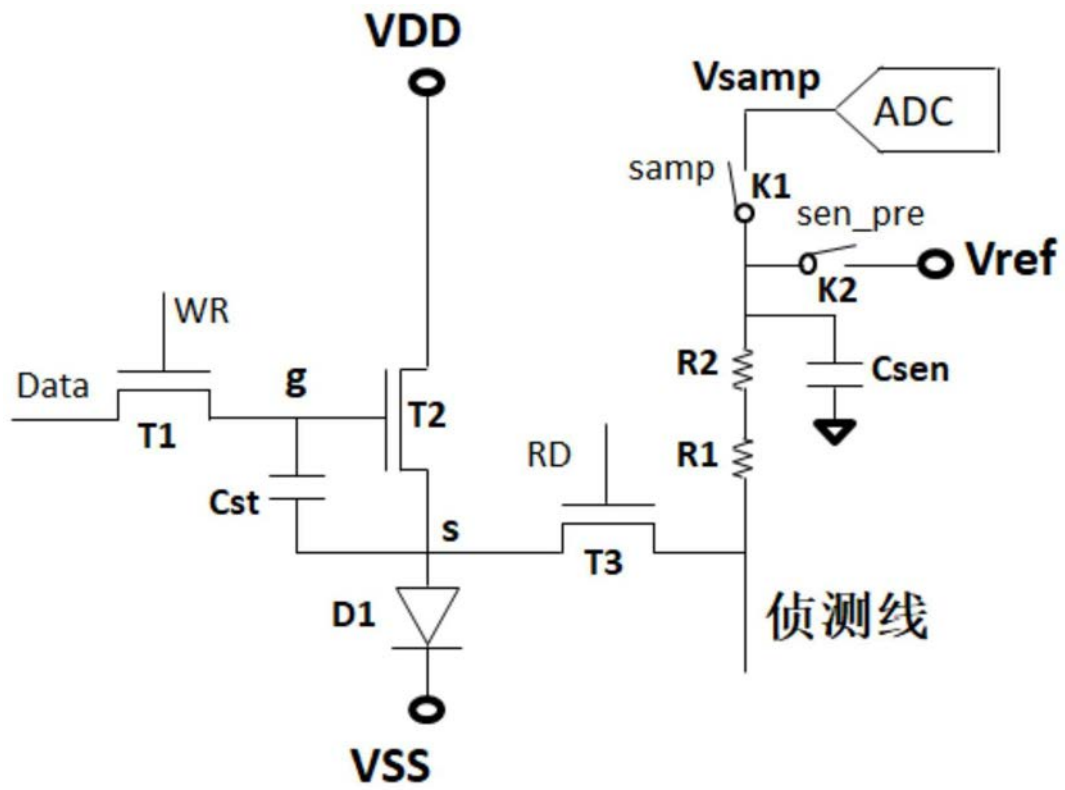 VDD
Vsamp
ADC
samp
K1
sen_pre
Vref
K2
WR
R2
Csen
Data
g
T2
T1
RD
R1
Cst
s
T3
D1
侦测线
VSS